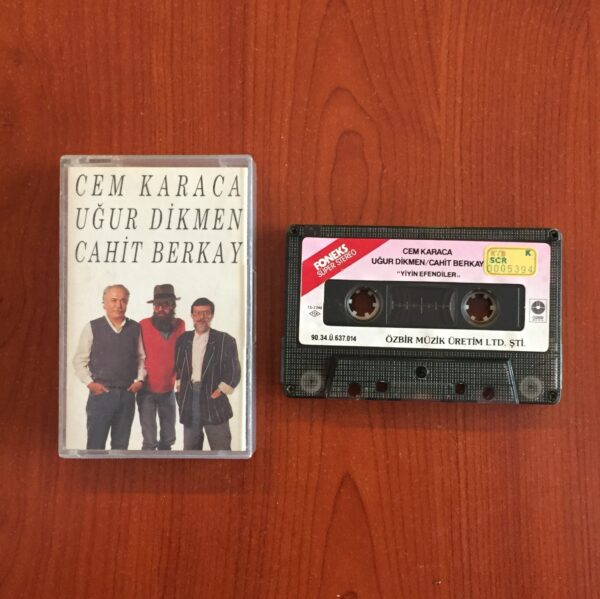 CEM KARACA
UĞUR DİKMEN
CAHİT BERKAY
FONEKS
SÜPER STEREO
CEM KARACA
UĞUR DİKMEN/CAHİT BERKAY
"YİYİN EFENDİLER„
K/B K
SCR
0005394
90.34.Ü.637.014
ÖZBİR MÜZİK ÜRETİM LTD. ŞTİ.